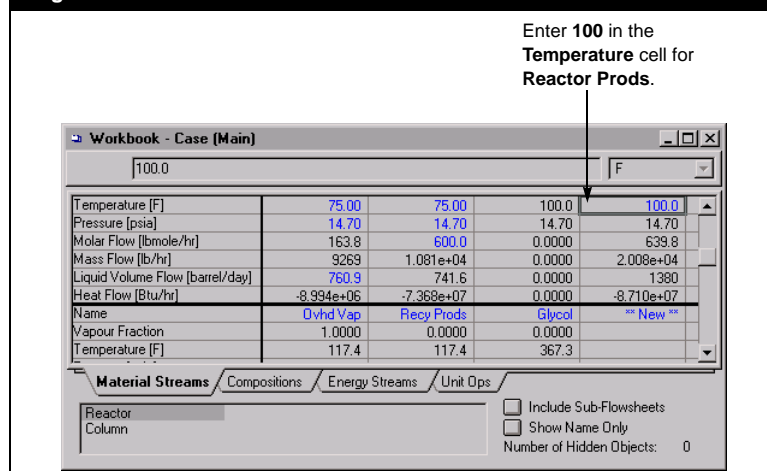 Enter 100 in the
Temperature cell for
Reactor Prods.
Workbook - Case (Main)
100.0 F
Temperature [F] 75.00 75.00 100.0 100.0
Pressure [psia] 14.70 14.70 14.70 14.70
Molar Flow [lbmole/hr] 163.8 600.0 0.0000 639.8
Mass Flow [lb/hr] 9269 1.081e+04 0.0000 2.008e+04
Liquid Volume Flow [barrel/day] 760.9 741.6 0.0000 1380
Heat Flow [Btu/hr] -8.994e+06 -7.368e+07 0.0000 -8.710e+07
Name Ovhd Vap Recy Prods Glycol ** New **
Vapour Fraction 1.0000 0.0000 0.0000
Temperature [F] 117.4 117.4 367.3
Material Streams Compositions Energy Streams Unit Ops
Reactor
Column
Include Sub-Flowsheets
Show Name Only
Number of Hidden Objects: 0